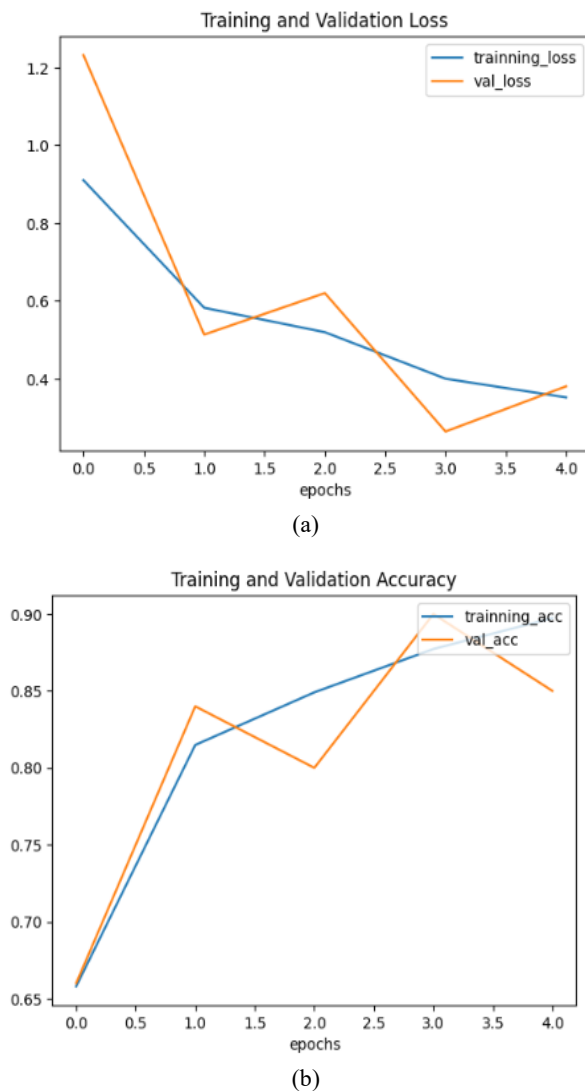 Training and Validation Loss
trainning_loss
val_loss
1.2
1.0
0.8
0.6
0.4
0.0 0.5 1.0 1.5 2.0 2.5 3.0 3.5 4.0
epochs
(a)
Training and Validation Accuracy
trainning_acc
val_acc
0.90
0.85
0.80
0.75
0.70
0.65
0.0 0.5 1.0 1.5 2.0 2.5 3.0 3.5 4.0
epochs
(b)